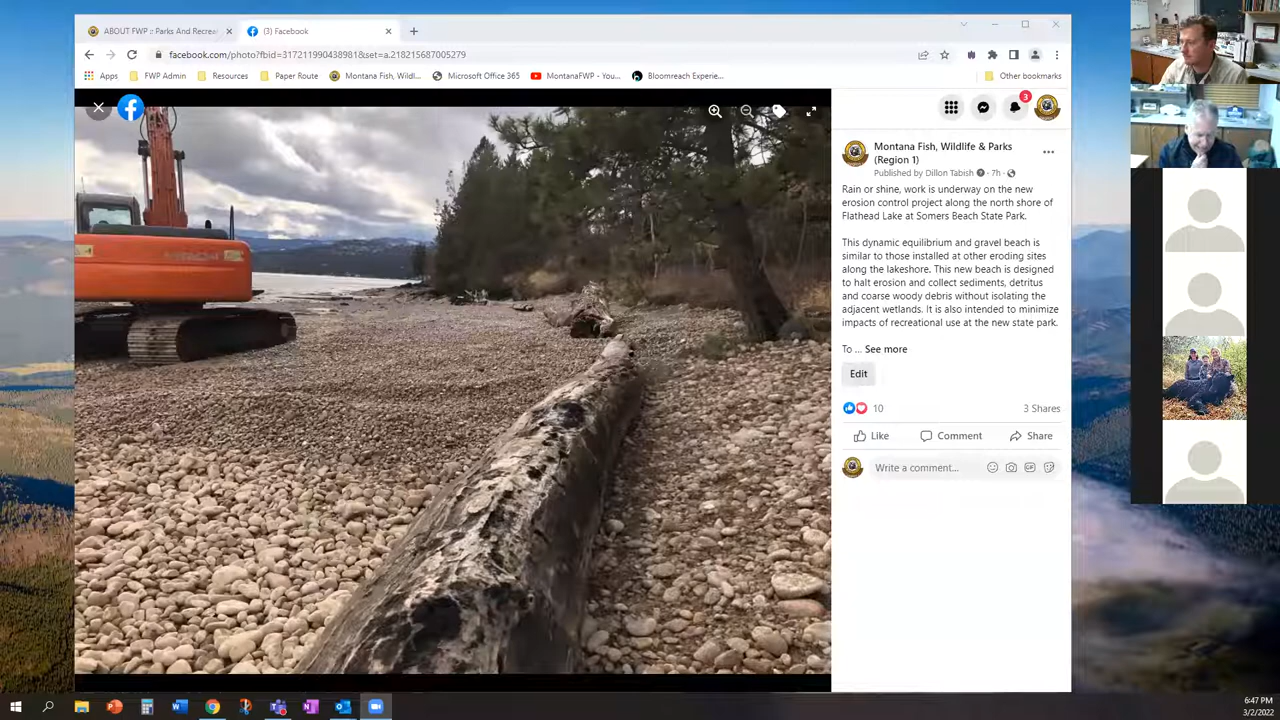 ABOUT FWP :: Parks And Recrea
(3) Facebook
facebook.com/photo?fbid=317211990438981&set=a.218215687005279
Apps
FWP Admin
Resources
Paper Route
Montana Fish, Wildl...
Microsoft Office 365
MontanaFWP - You...
Bloomreach Experie...
Other bookmarks
3
Montana Fish, Wildlife & Parks
(Region 1)
Published by Dillon Tabish · 7h ·
Rain or shine, work is underway on the new
erosion control project along the north shore of
Flathead Lake at Somers Beach State Park.
This dynamic equilibrium and gravel beach is
similar to those installed at other eroding sites
along the lakeshore. This new beach is designed
to halt erosion and collect sediments, detritus
and coarse woody debris without isolating the
adjacent wetlands. It is also intended to minimize
impacts of recreational use at the new state park.
To ... See more
Edit
10
3 Shares
Like
Comment
Share
Write a comment...
HITACHI
6:47 PM
3/2/2022